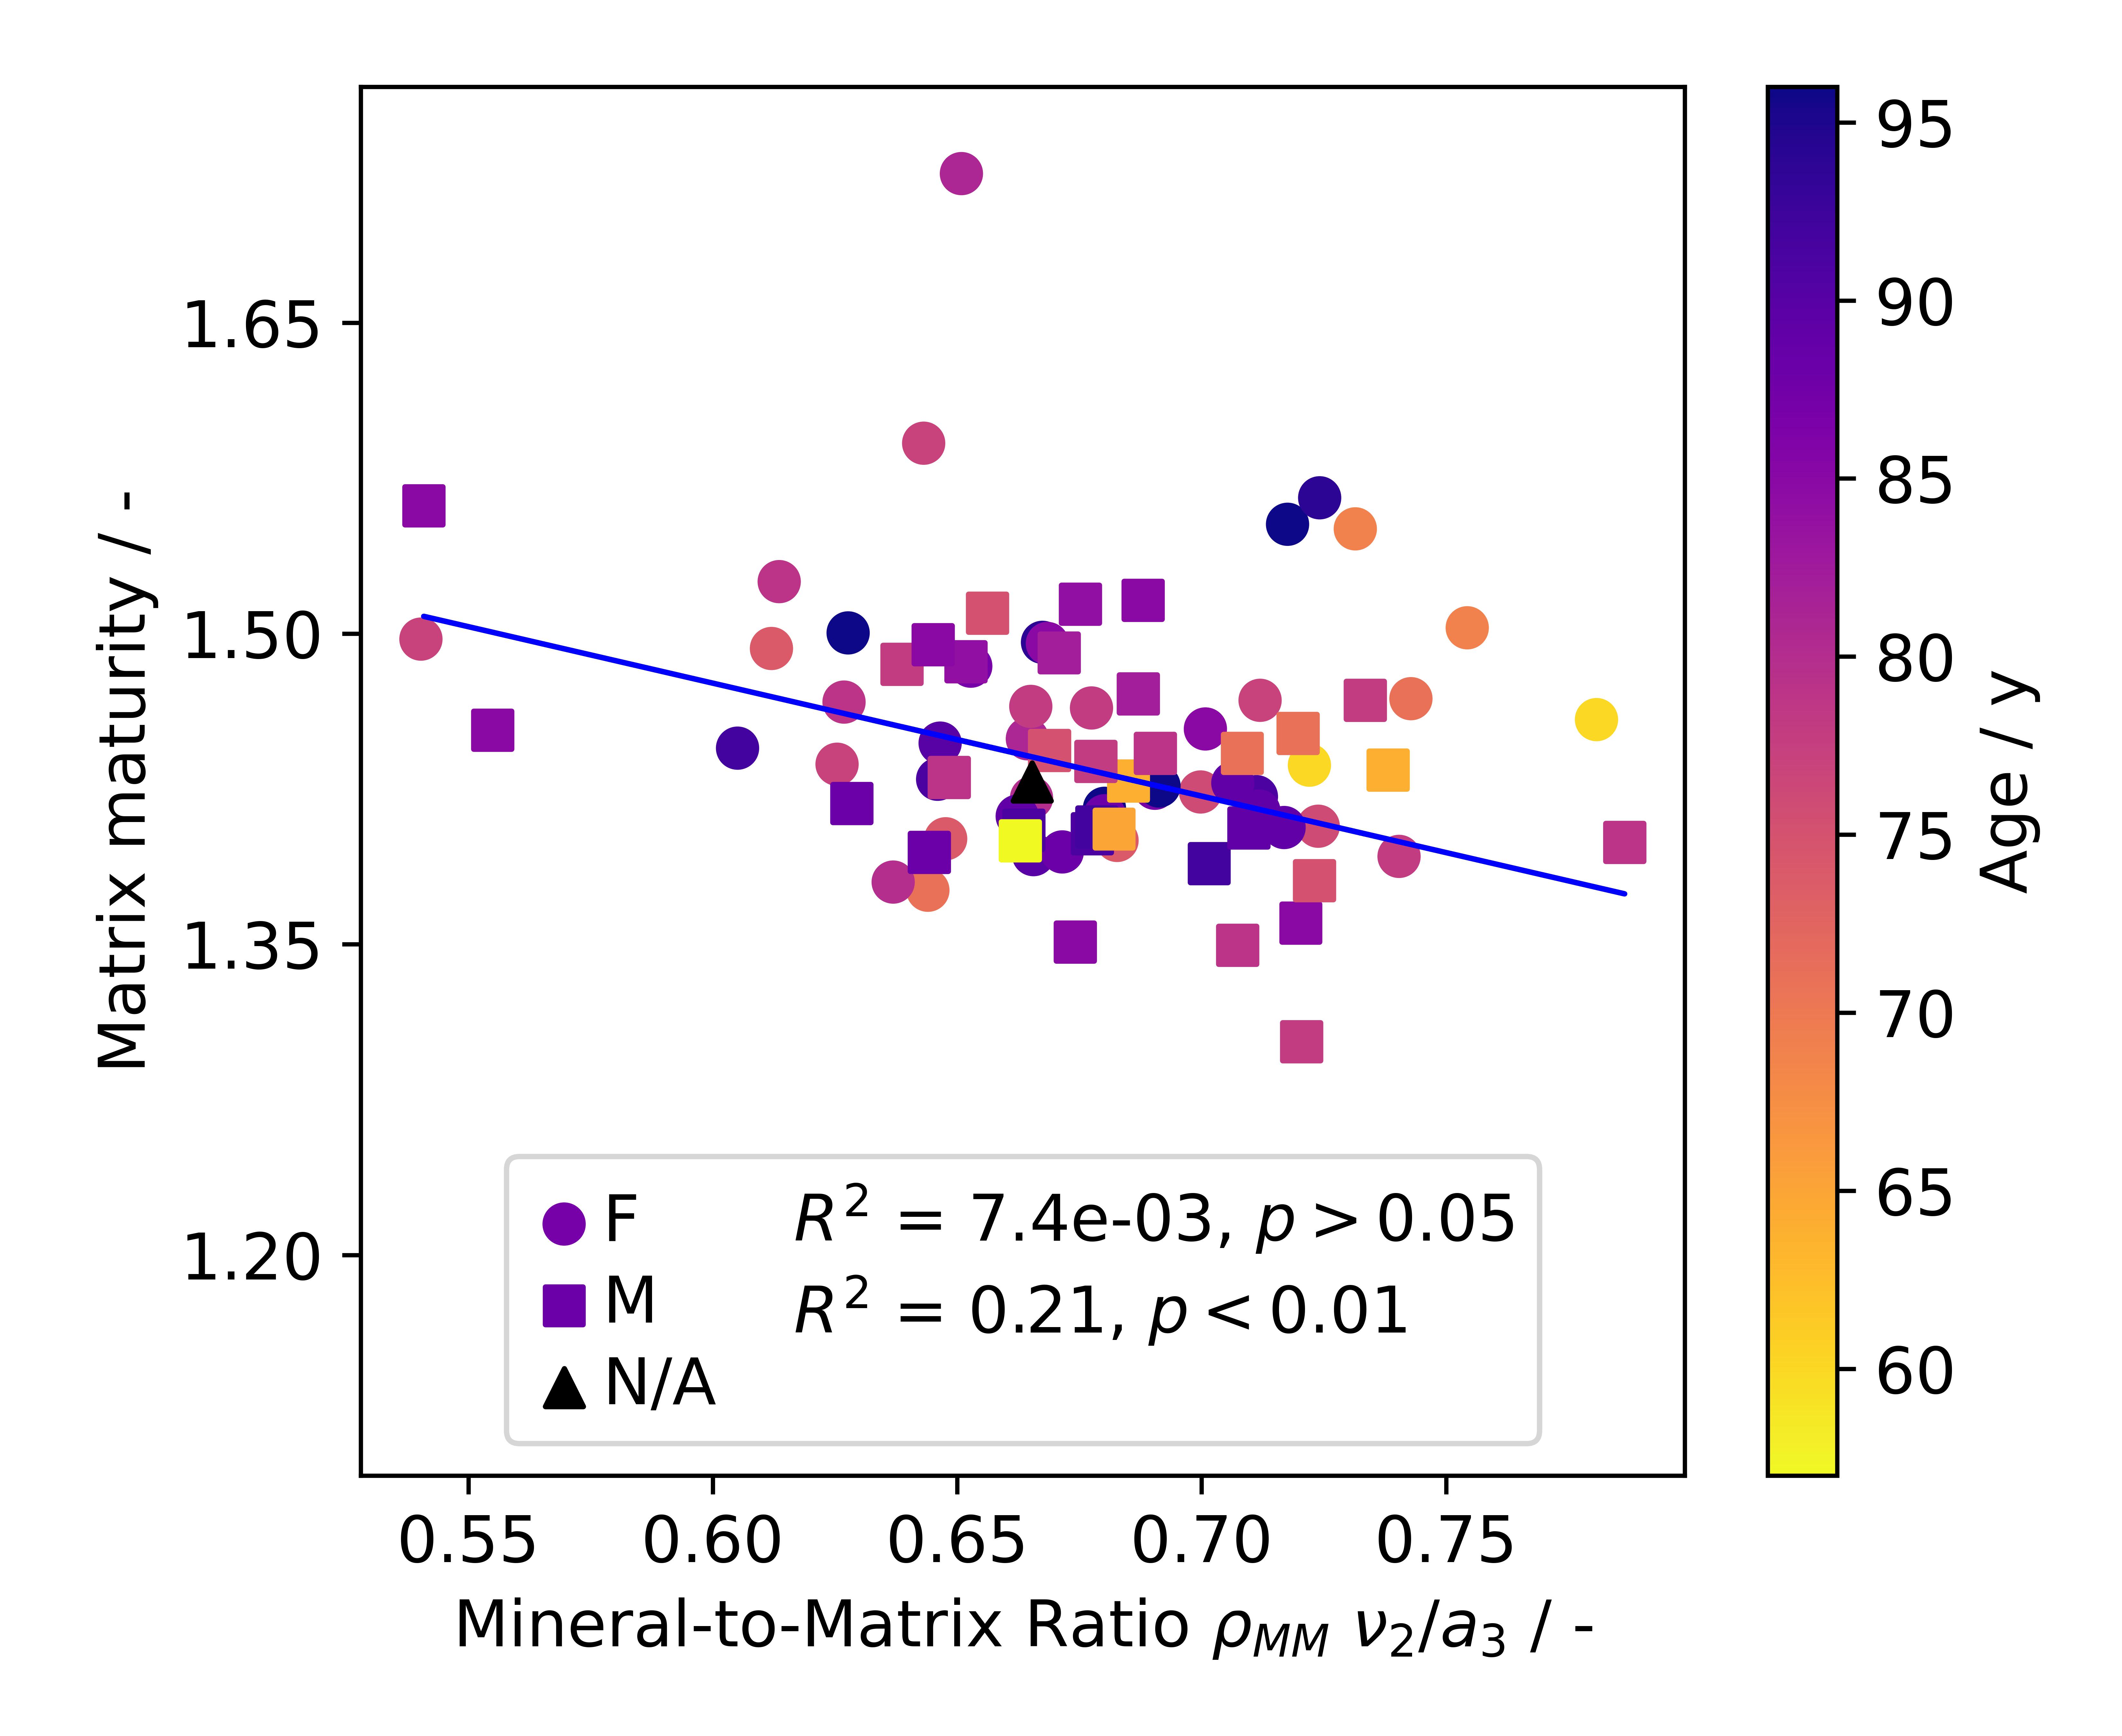 1.65
1.50
1.35
1.20
Matrix maturity / -
F R² = 7.4e-03, p > 0.05
M R² = 0.21, p < 0.01
N/A
0.55 0.60 0.65 0.70 0.75
Mineral-to-Matrix Ratio ρ_MM ν₂/a₃ / -
95
90
85
80
75
70
65
60
Age / y